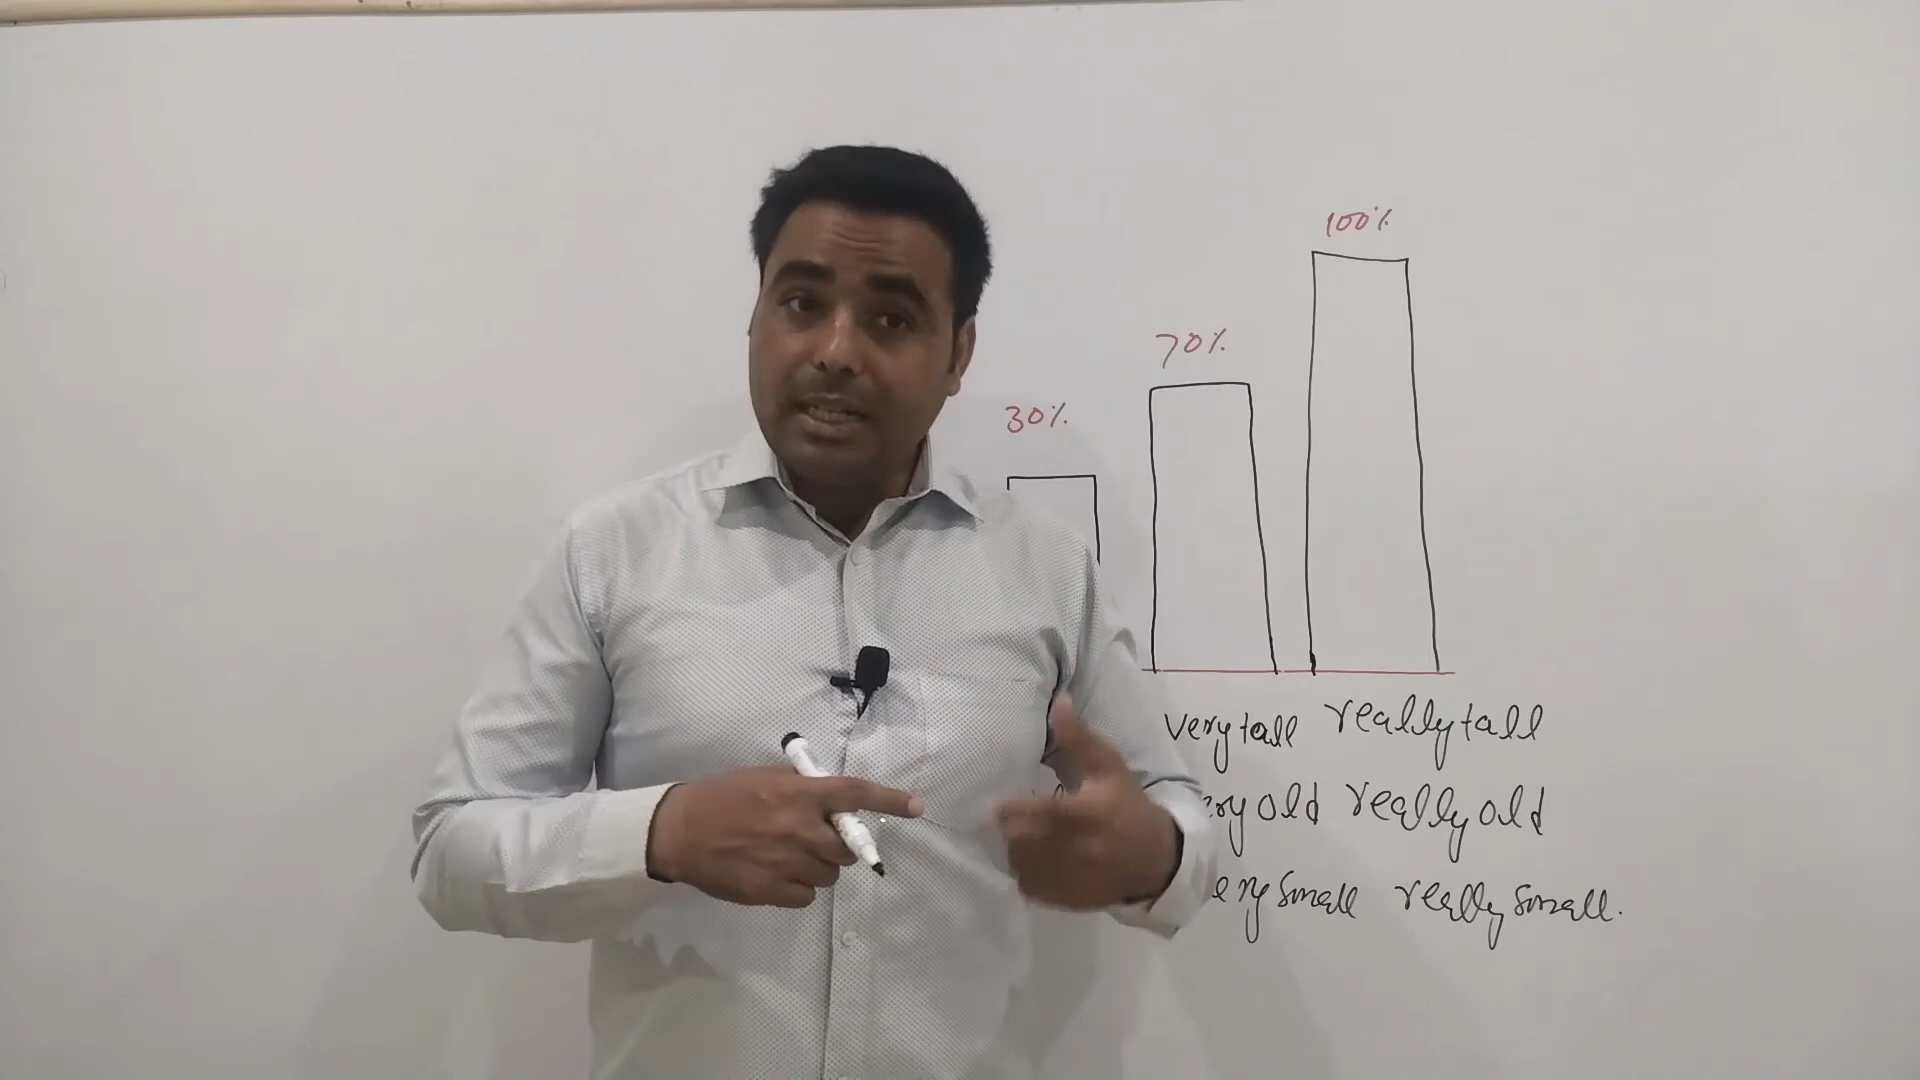 100%
70%
30%
very tall really tall
old really old
small really small.